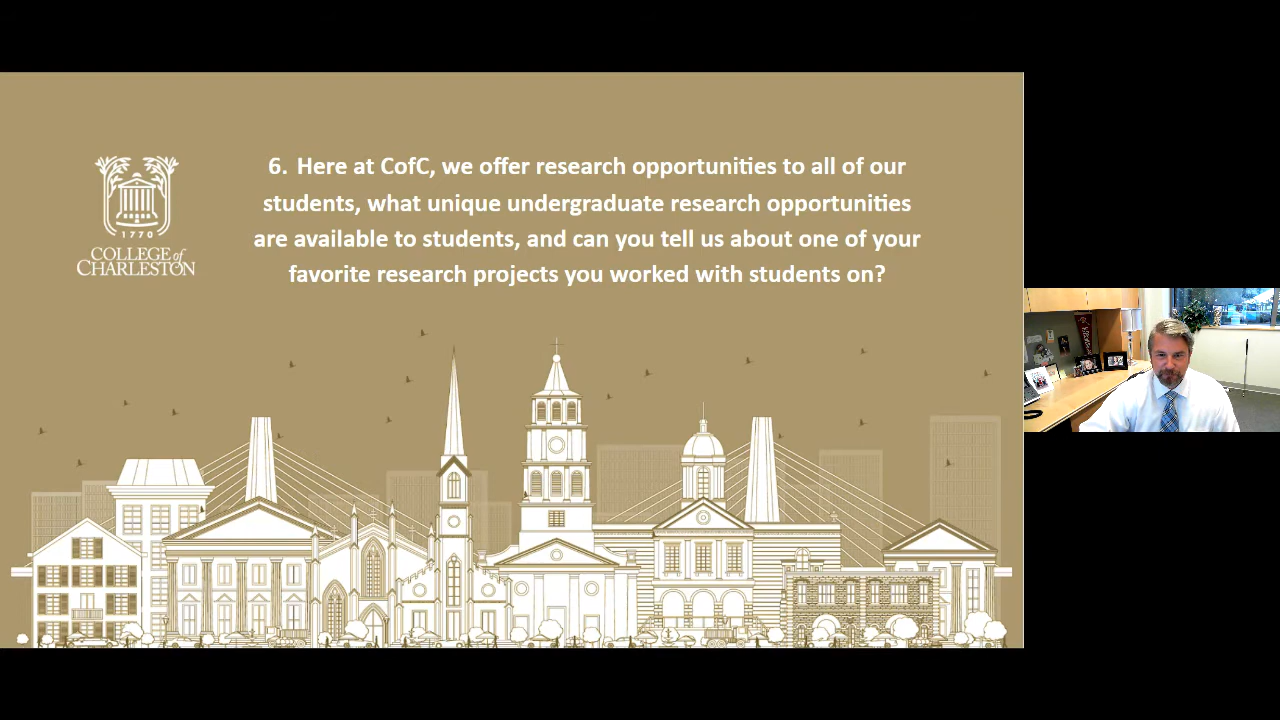 6. Here at CofC, we offer research opportunities to all of our
students, what unique undergraduate research opportunities
are available to students, and can you tell us about one of your
favorite research projects you worked with students on?
1770
COLLEGE of
CHARLESTON